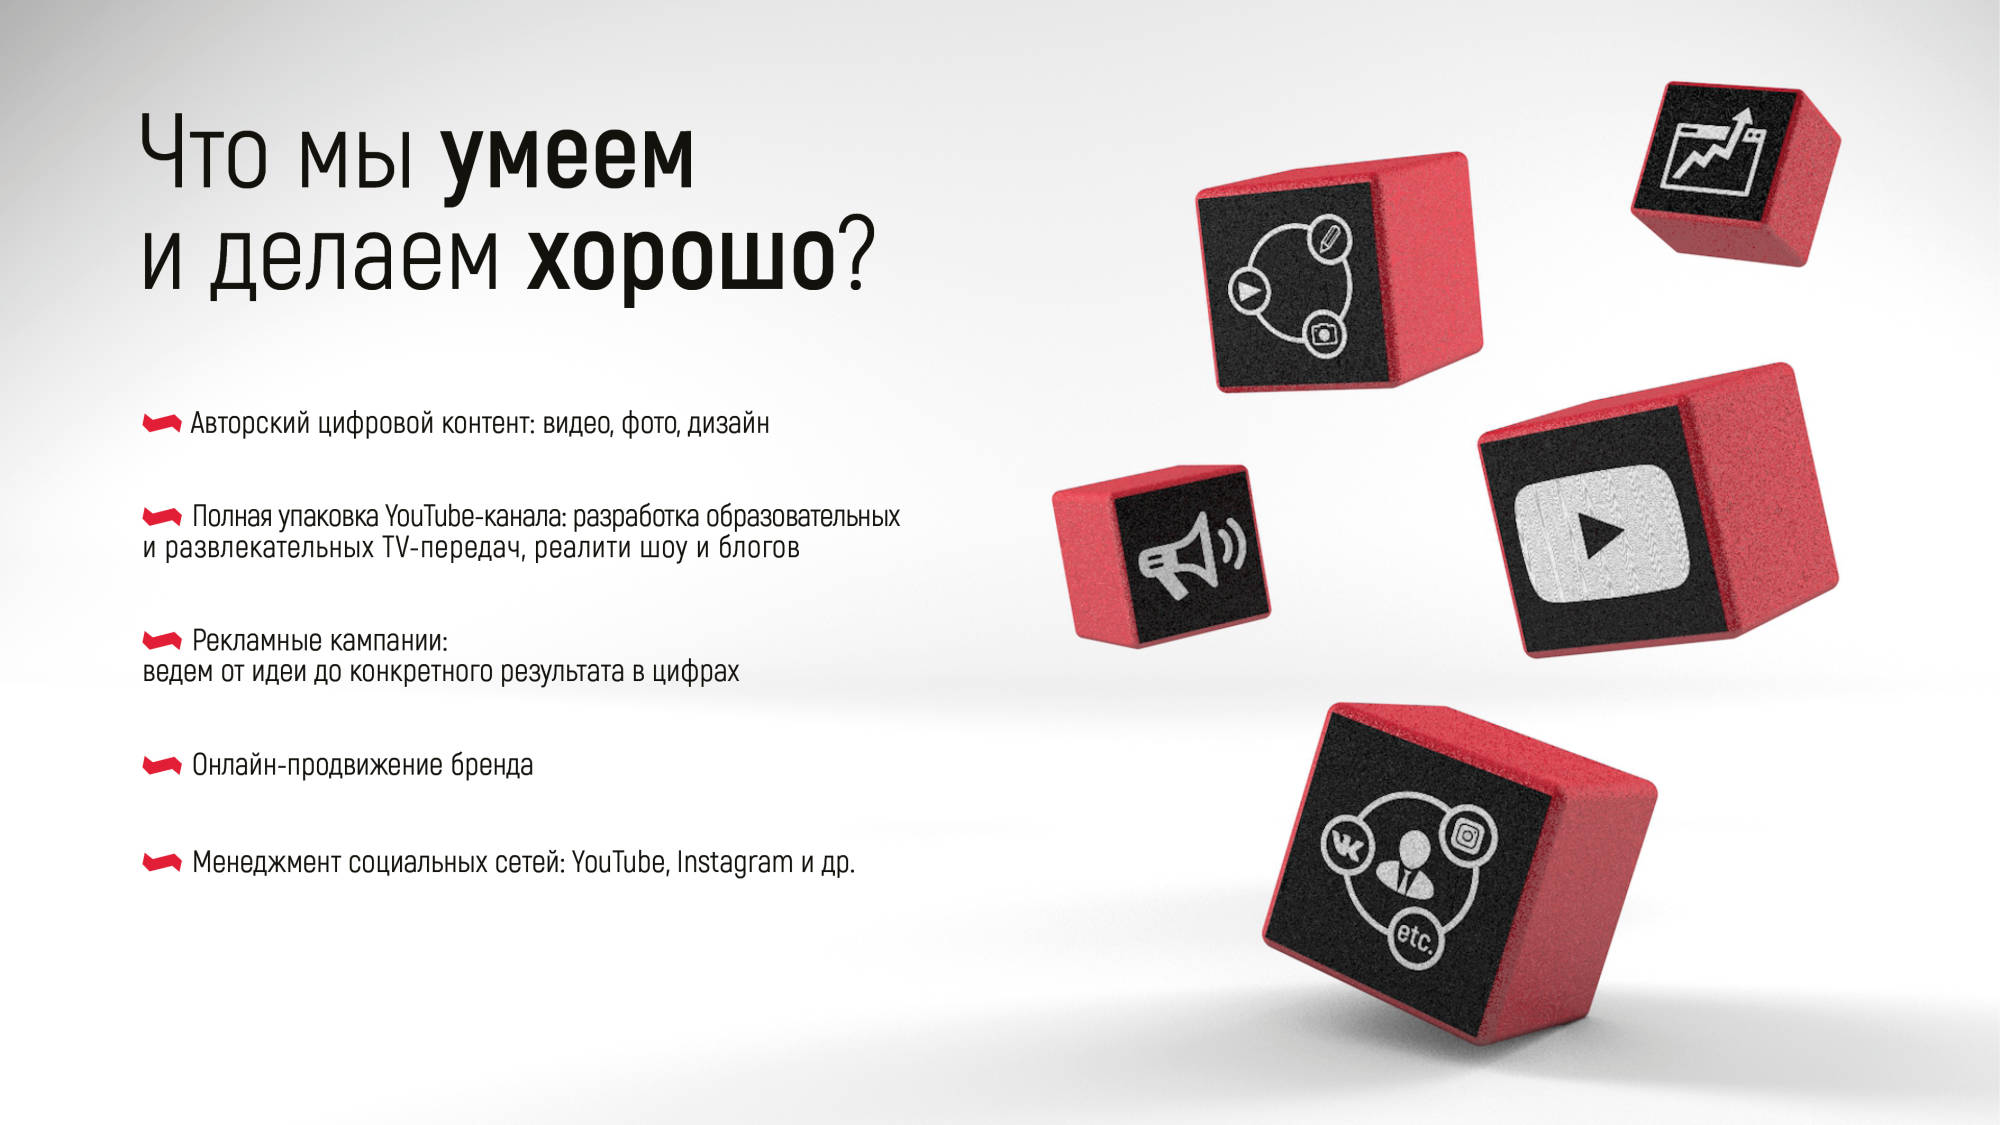 Что мы умеем
и делаем хорошо?
Авторский цифровой контент: видео, фото, дизайн
Полная упаковка YouTube-канала: разработка образовательных
и развлекательных TV-передач, реалити шоу и блогов
Рекламные кампании:
ведем от идеи до конкретного результата в цифрах
Онлайн-продвижение бренда
Менеджмент социальных сетей: YouTube, Instagram и др.
etc.